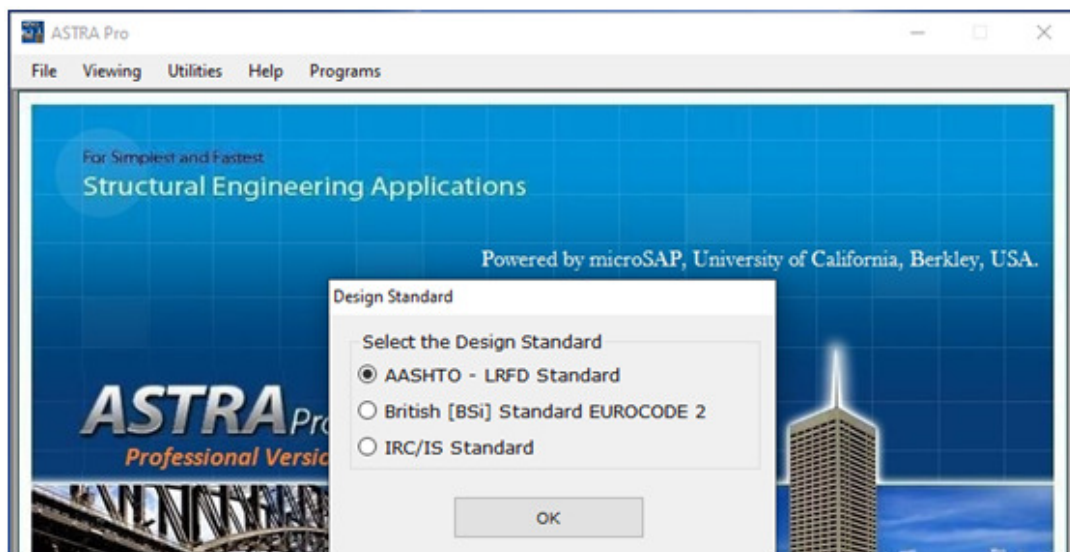 ASTRA Pro
File Viewing Utilities Help Programs
For Simplest and Fastest
Structural Engineering Applications
Powered by microSAP, University of California, Berkley, USA.
Design Standard
Select the Design Standard
AASHTO - LRFD Standard
British [BSi] Standard EUROCODE 2
IRC/IS Standard
ASTRA
Professional
OK